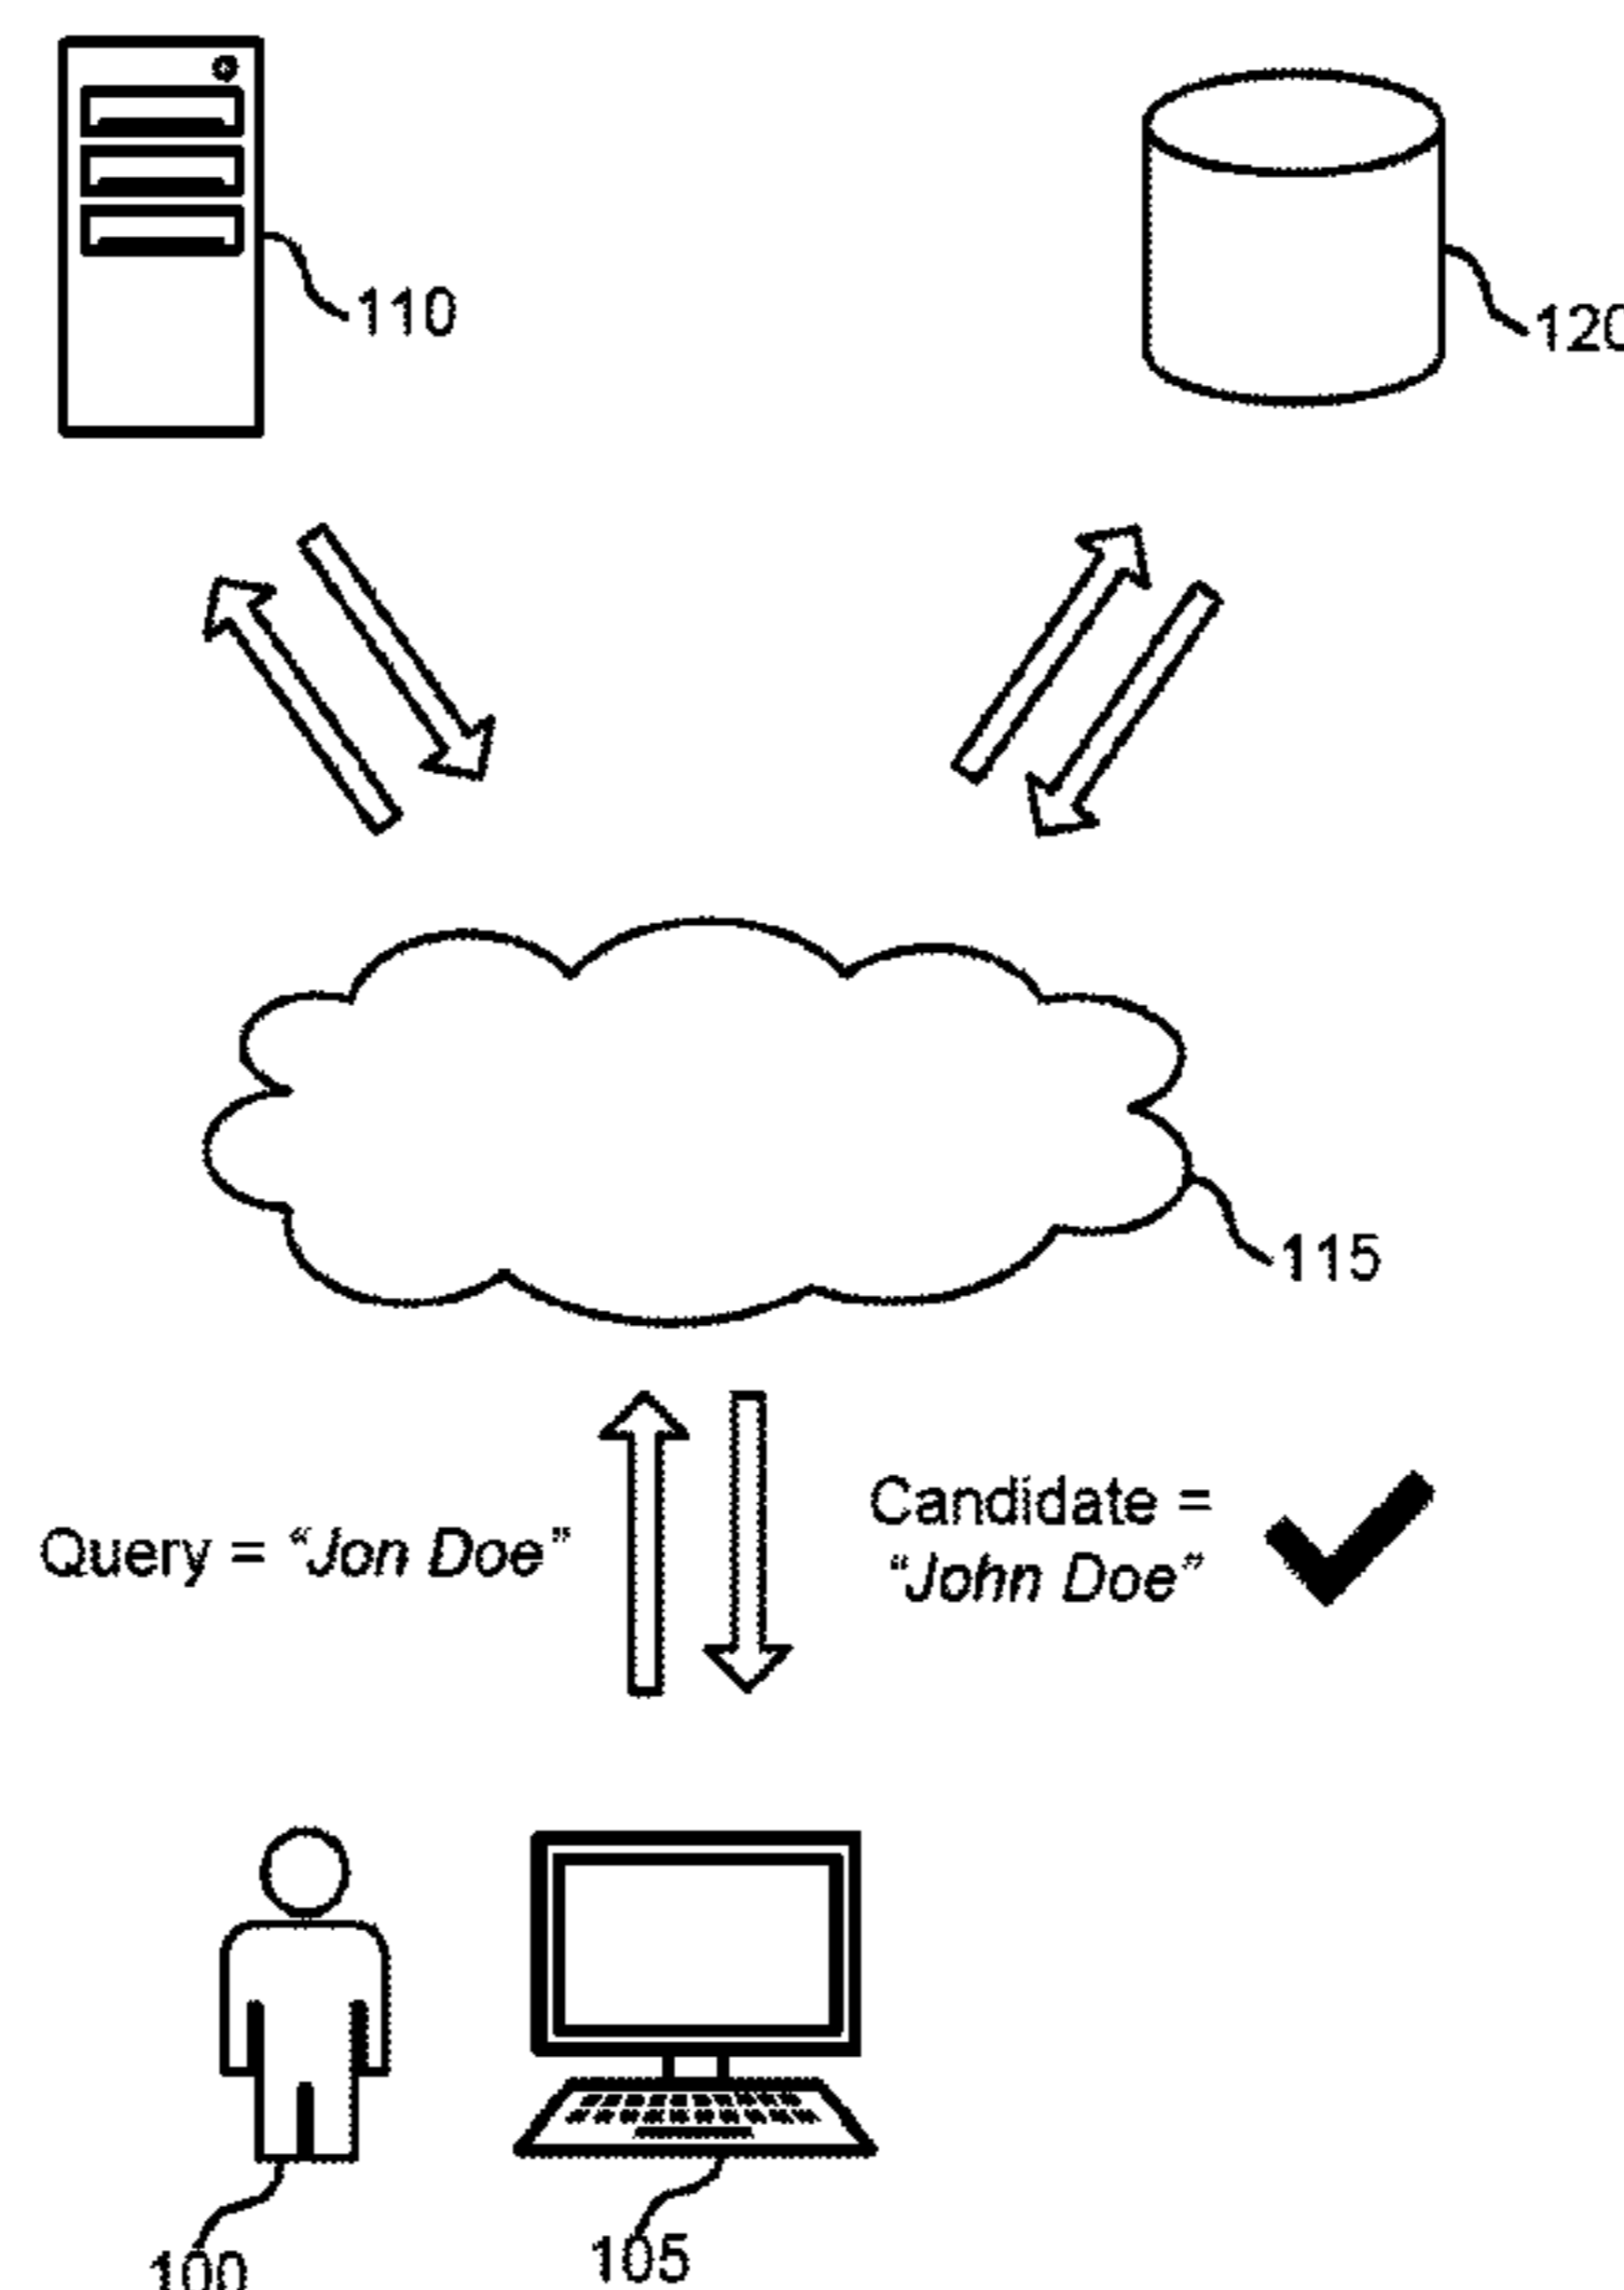 110
120
115
Query = “Jon Doe”
Candidate =
“John Doe”
100
105